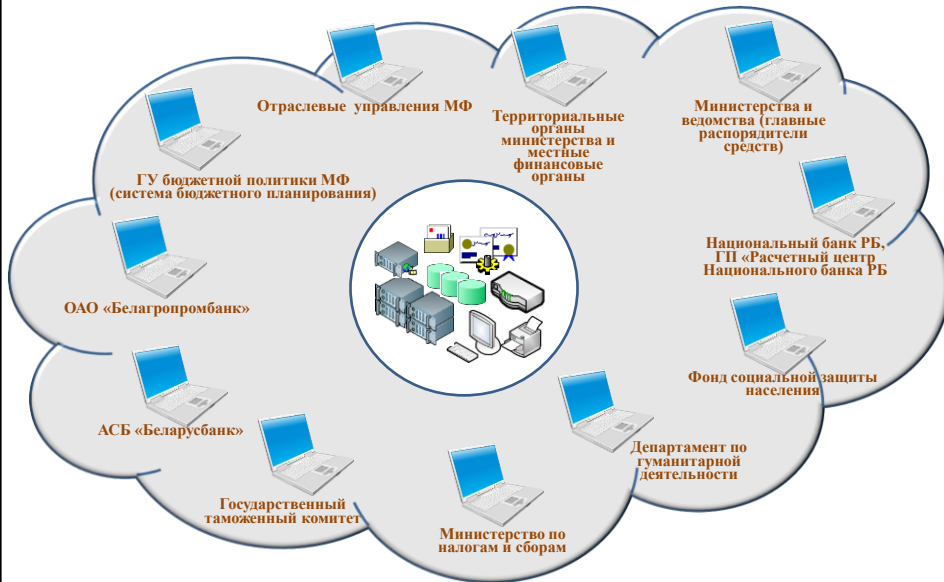 Отраслевые управления МФ
Территориальные
органы
министерства и
местные
финансовые
органы
Министерства и
ведомства (главные
распорядители
средств)
ГУ бюджетной политики МФ
(система бюджетного планирования)
Национальный банк РБ,
ГП «Расчетный центр
Национального банка РБ
ОАО «Белагропромбанк»
Фонд социальной защиты
населения
АСБ «Беларусбанк»
Департамент по
гуманитарной
деятельности
Государственный
таможенный комитет
Министерство по
налогам и сборам